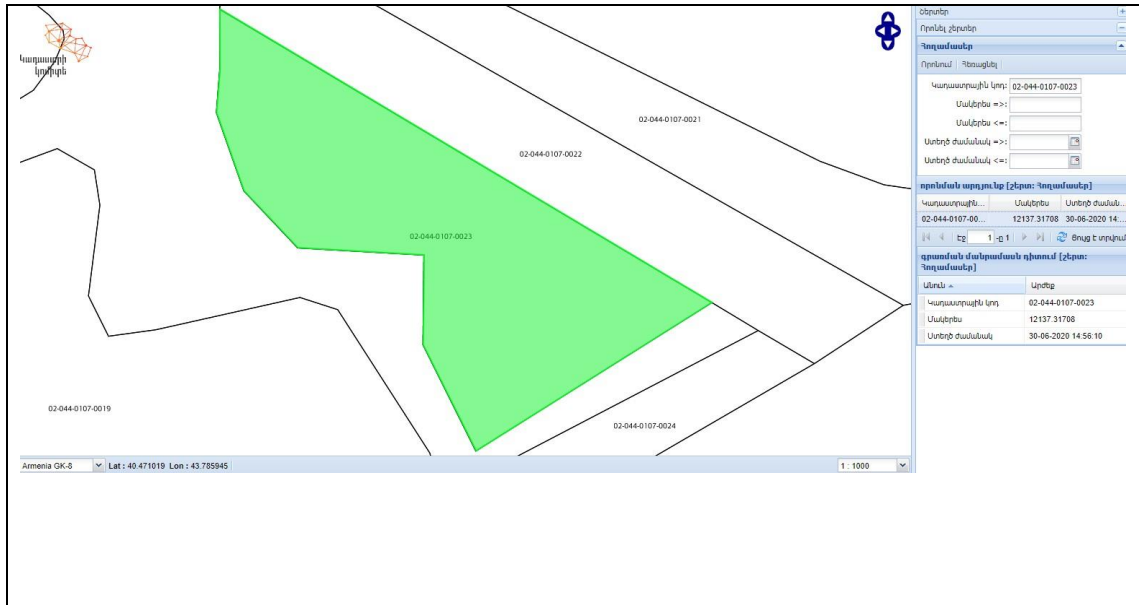 Կադաստրի
կոմիտե
02-044-0107-0021
02-044-0107-0022
02-044-0107-0023
02-044-0107-0019
02-044-0107-0024
Armenia GK-8 Lat : 40.471019 Lon : 43.785945 1 : 1000
Շերտեր
Որոնել շերտեր
Հողամասեր
Որոնում Հեռացնել
Կադաստրային կոդ: 02-044-0107-0023
Մակերես =>:
Մակերես <=:
Ստեղծ ժամանակ =>:
Ստեղծ ժամանակ <=:
որոնման արդյունք [շերտ: Հողամասեր]
Կադաստրային... Մակերես Ստեղծ ժաման...
02-044-0107-00... 12137.31708 30-06-2020 14:...
Էջ 1 -ը 1 Ցույց է տրվում
գրառման մանրամասն դիտում [շերտ:
Հողամասեր]
Անուն Արժեք
Կադաստրային կոդ 02-044-0107-0023
Մակերես 12137.31708
Ստեղծ ժամանակ 30-06-2020 14:56:10